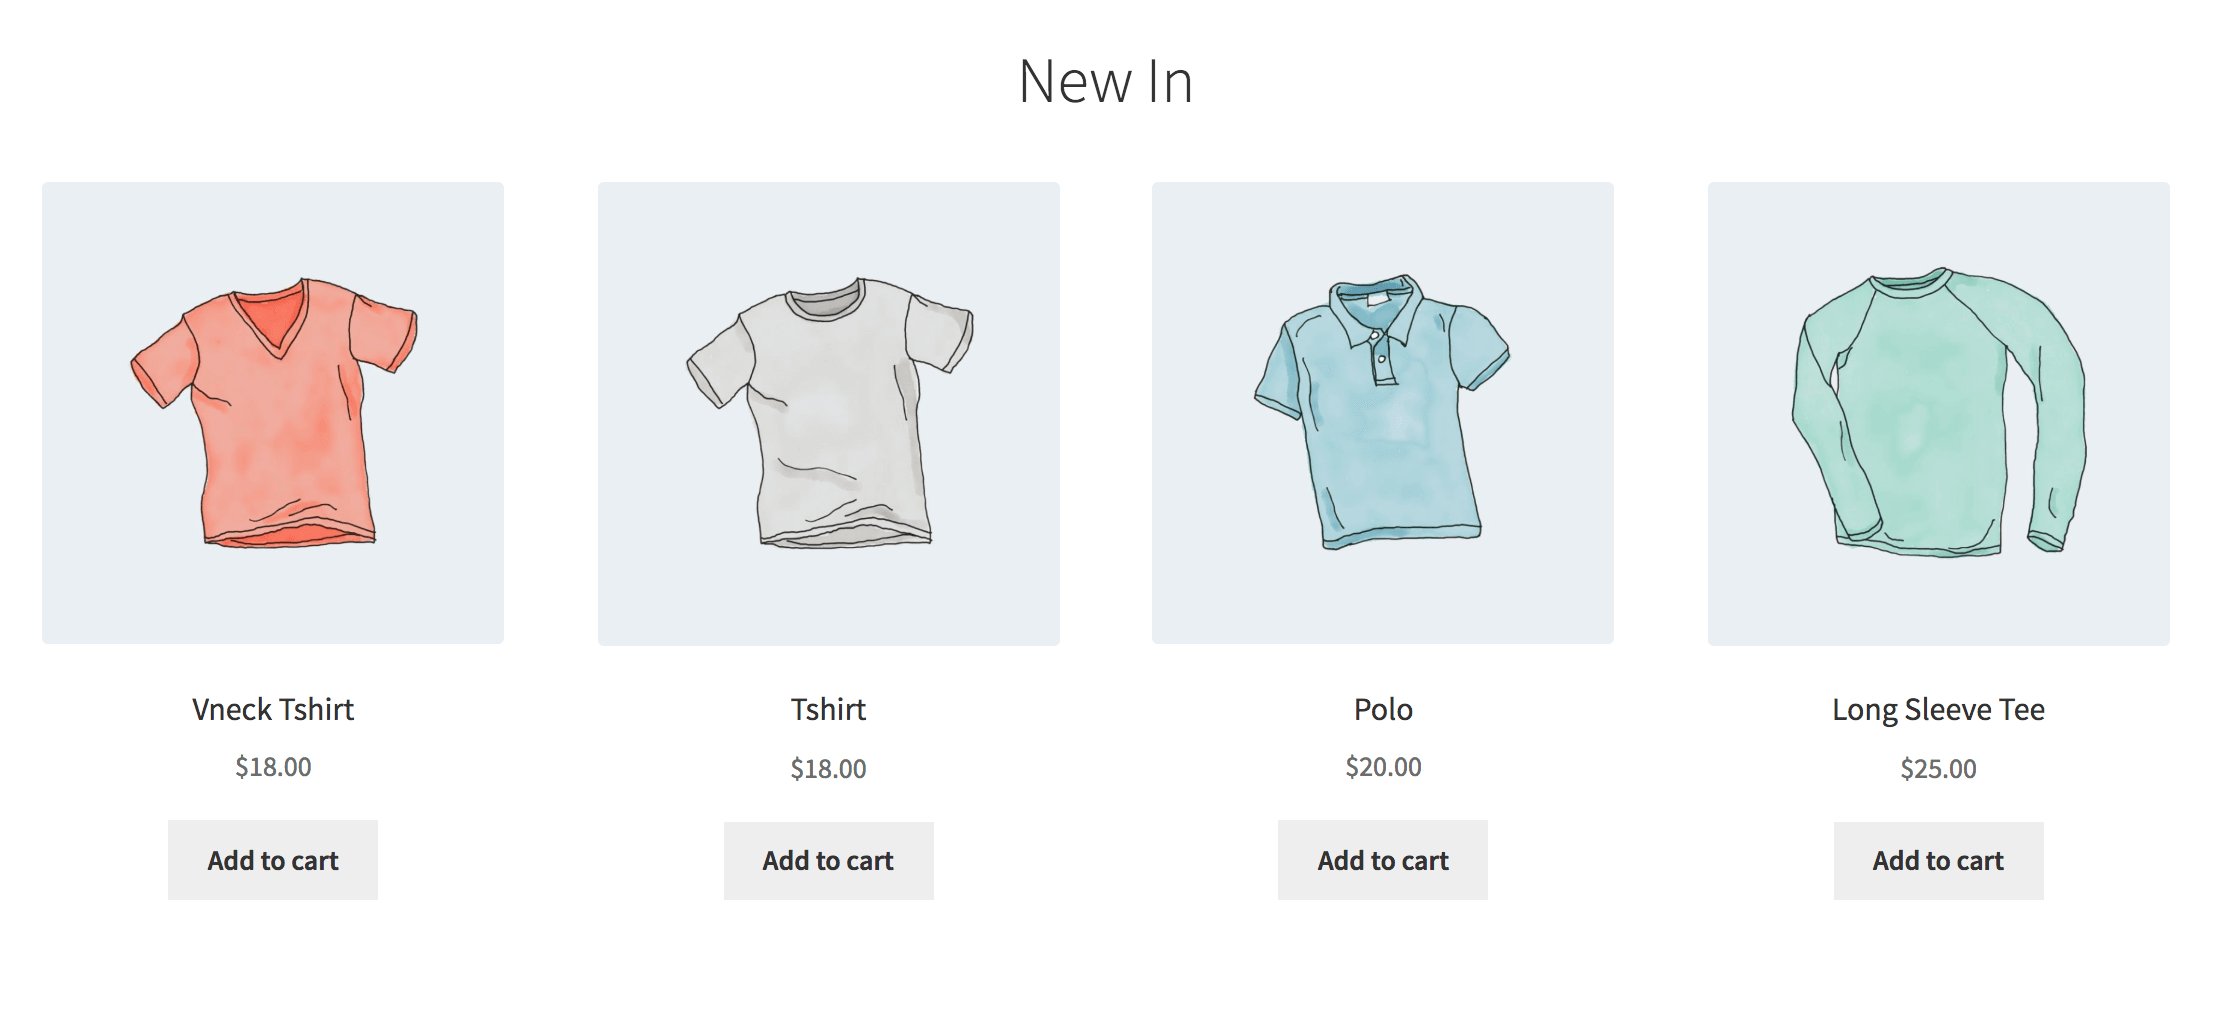 New In
Vneck Tshirt
$18.00
Add to cart
Tshirt
$18.00
Add to cart
Polo
$20.00
Add to cart
Long Sleeve Tee
$25.00
Add to cart